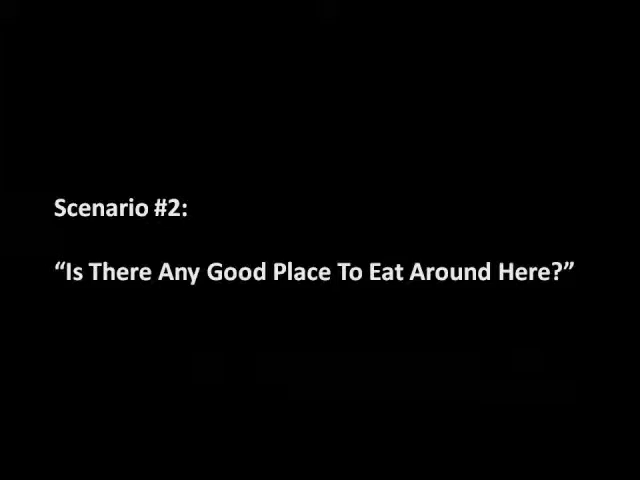 Scenario #2:
“Is There Any Good Place To Eat Around Here?”